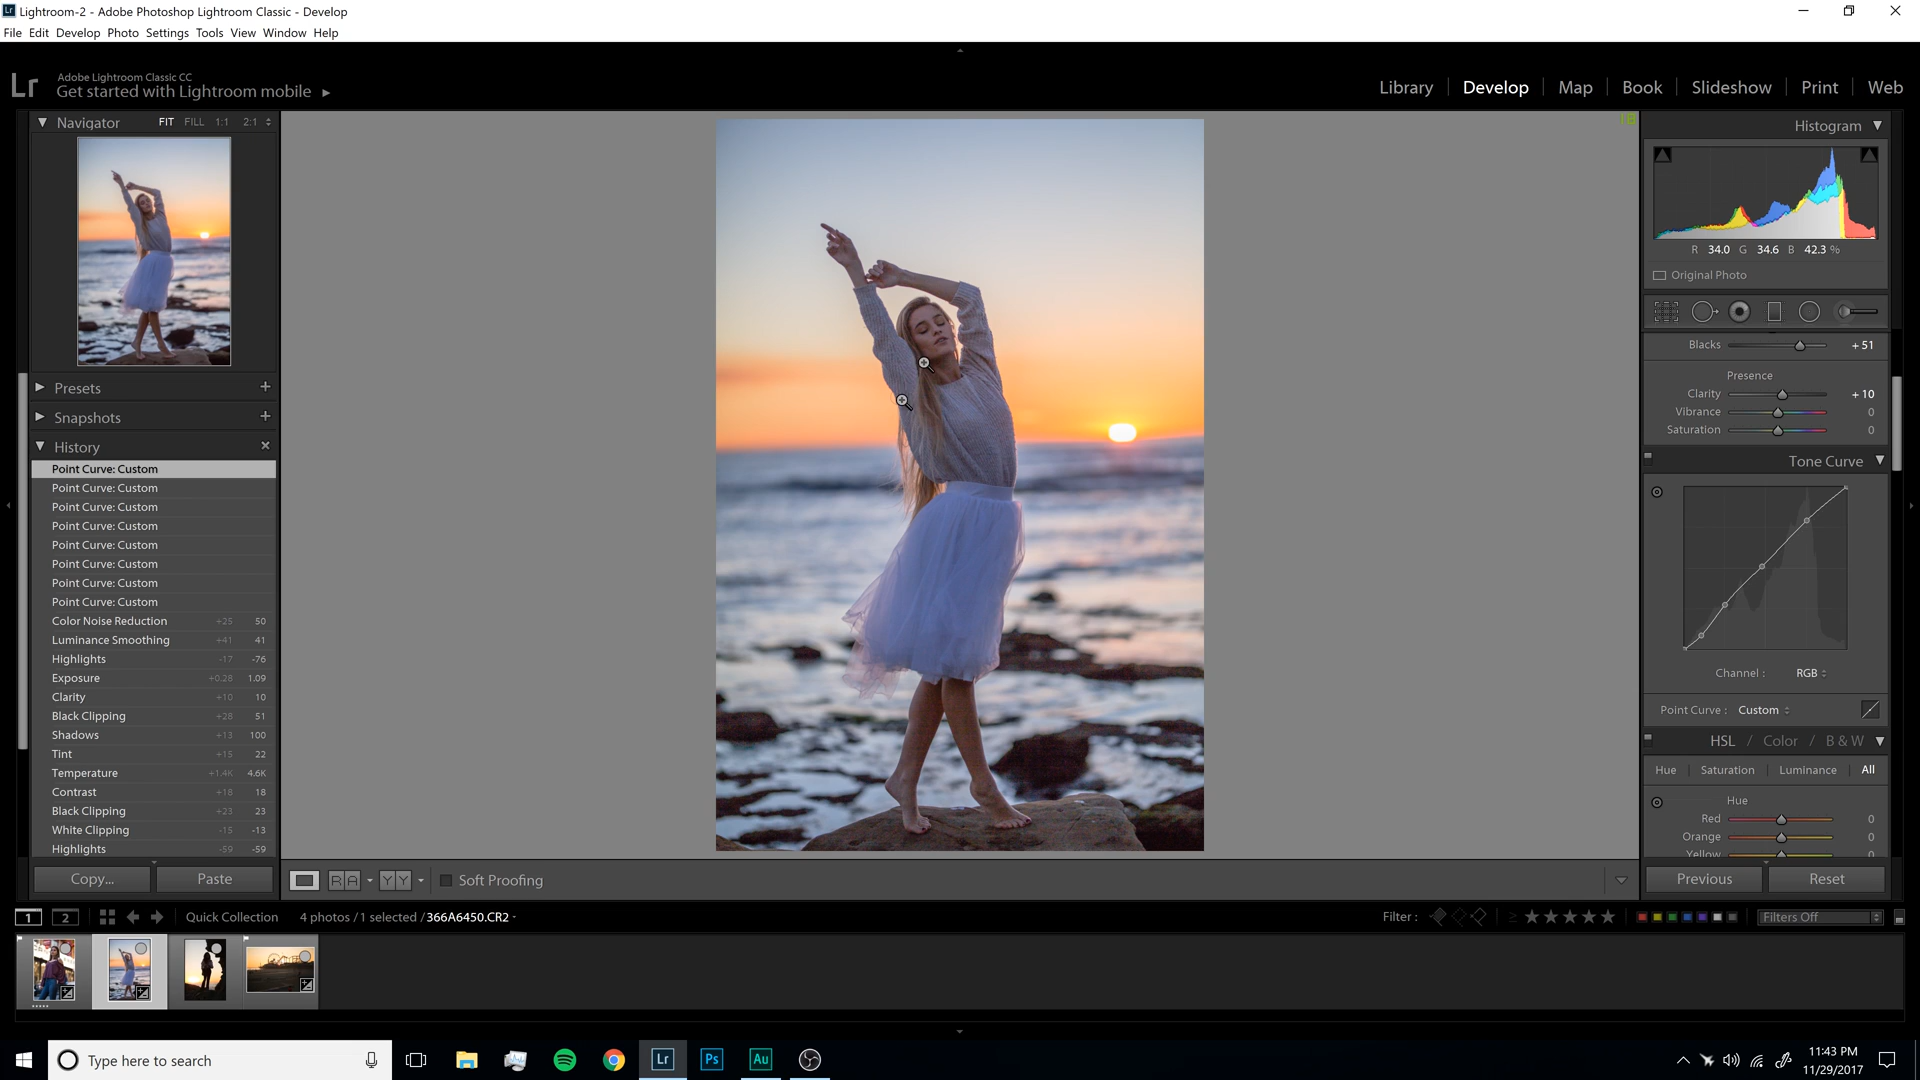 Lightroom-2 - Adobe Photoshop Lightroom Classic - Develop
File Edit Develop Photo Settings Tools View Window Help
Lr
Adobe Lightroom Classic CC
Get started with Lightroom mobile
Library Develop Map Book Slideshow Print Web
Navigator FIT FILL 1:1 2:1
Presets
Snapshots
History
Point Curve: Custom
Point Curve: Custom
Point Curve: Custom
Point Curve: Custom
Point Curve: Custom
Point Curve: Custom
Point Curve: Custom
Point Curve: Custom
Color Noise Reduction +25 50
Luminance Smoothing +41 41
Highlights -17 -76
Exposure +0.28 1.09
Clarity +10 10
Black Clipping +28 51
Shadows +13 100
Tint +15 22
Temperature +1.4K 4.6K
Contrast +18 18
Black Clipping +23 23
White Clipping -15 -13
Highlights -59 -59
Copy... Paste
R A Y Y Soft Proofing
Histogram
R 34.0 G 34.6 B 42.3 %
Original Photo
Blacks +51
Presence
Clarity +10
Vibrance 0
Saturation 0
Tone Curve
Channel : RGB
Point Curve : Custom
HSL / Color / B & W
Hue Saturation Luminance All
Hue
Red 0
Orange 0
Yellow 0
Previous Reset
1 2 Quick Collection 4 photos / 1 selected / 366A6450.CR2
Filter : Filters Off
Type here to search
Lr Ps Au
11:43 PM
11/29/2017